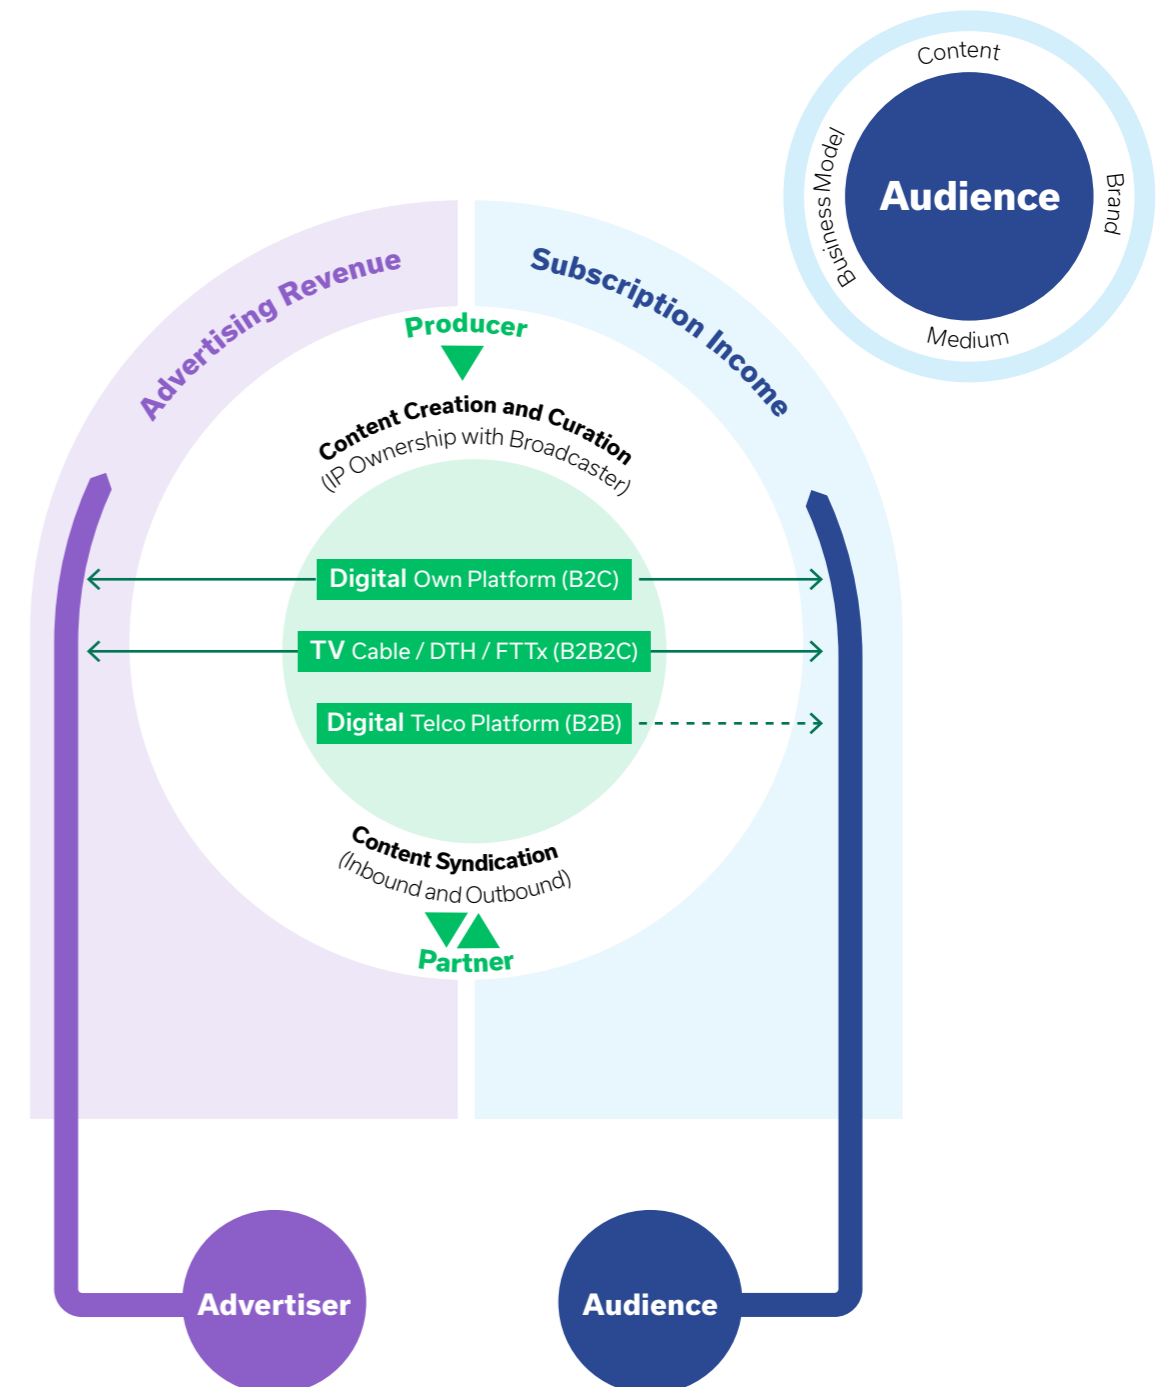 Content
Business Model
Audience
Brand
Medium
Advertising Revenue
Subscription Income
Producer
Content Creation and Curation
(IP Ownership with Broadcaster)
Digital Own Platform (B2C)
TV Cable / DTH / FTTx (B2B2C)
Digital Telco Platform (B2B)
Content Syndication
(Inbound and Outbound)
Partner
Advertiser
Audience